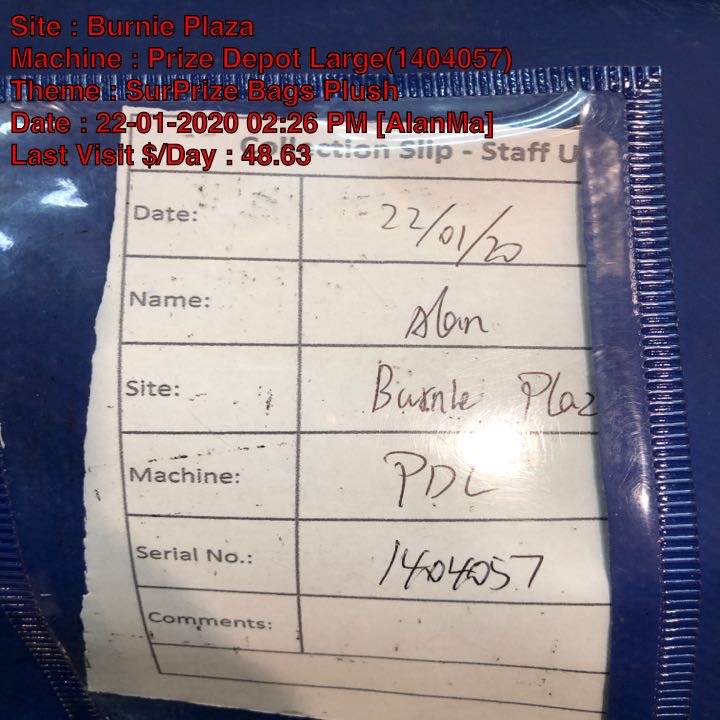 Site : Burnie Plaza
Machine : Prize Depot Large(1404057)
Theme : SurPrize Bags Plush
Date : 22-01-2020 02:26 PM [AlanMa]
Last Visit $/Day : 48.63
Collection Slip - Staff U
Date: 22/01/20
Name: Alan
Site: Burnie Plaz
Machine: PDL
Serial No.: 1404057
Comments: